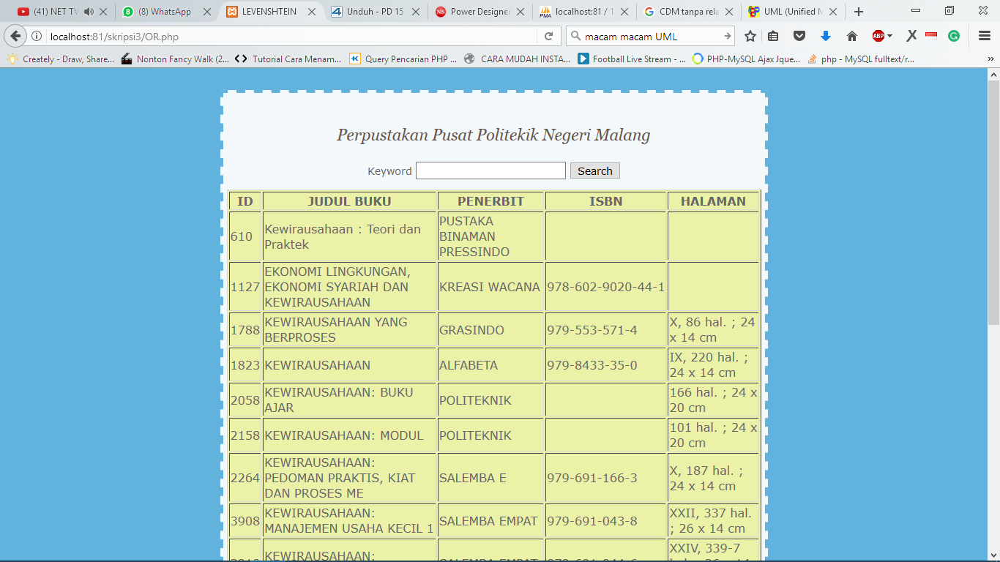 (41) NET TV
(8) WhatsApp
LEVENSHTEIN
Unduh - PD 15
Power Designer
localhost:81 / 1
CDM tanpa rela
UML (Unified M
localhost:81/skripsi3/OR.php
macam macam UML
Creately - Draw, Share...
Nonton Fancy Walk (2...
Tutorial Cara Menam...
Query Pencarian PHP ...
CARA MUDAH INSTA...
Football Live Stream - ...
PHP-MySQL Ajax Jque...
php - MySQL fulltext/r...
Perpustakan Pusat Politekik Negeri Malang
Keyword
Search
ID JUDUL BUKU PENERBIT ISBN HALAMAN
610
Kewirausahaan : Teori dan
Praktek
PUSTAKA
BINAMAN
PRESSINDO
1127
EKONOMI LINGKUNGAN,
EKONOMI SYARIAH DAN
KEWIRAUSAHAAN
KREASI WACANA
978-602-9020-44-1
1788
KEWIRAUSAHAAN YANG
BERPROSES
GRASINDO
979-553-571-4
X, 86 hal. ; 24
x 14 cm
1823
KEWIRAUSAHAAN
ALFABETA
979-8433-35-0
IX, 220 hal. ;
24 x 14 cm
2058
KEWIRAUSAHAAN: BUKU
AJAR
POLITEKNIK
166 hal. ; 24 x
20 cm
2158
KEWIRAUSAHAAN: MODUL
POLITEKNIK
101 hal. ; 24 x
20 cm
2264
KEWIRAUSAHAAN:
PEDOMAN PRAKTIS, KIAT
DAN PROSES ME
SALEMBA E
979-691-166-3
X, 187 hal. ;
24 x 14 cm
3908
KEWIRAUSAHAAN:
MANAJEMEN USAHA KECIL 1
SALEMBA EMPAT
979-691-043-8
XXII, 337 hal.
; 26 x 14 cm
KEWIRAUSAHAAN:
SALEMBA EMPAT
XXIV, 339-7